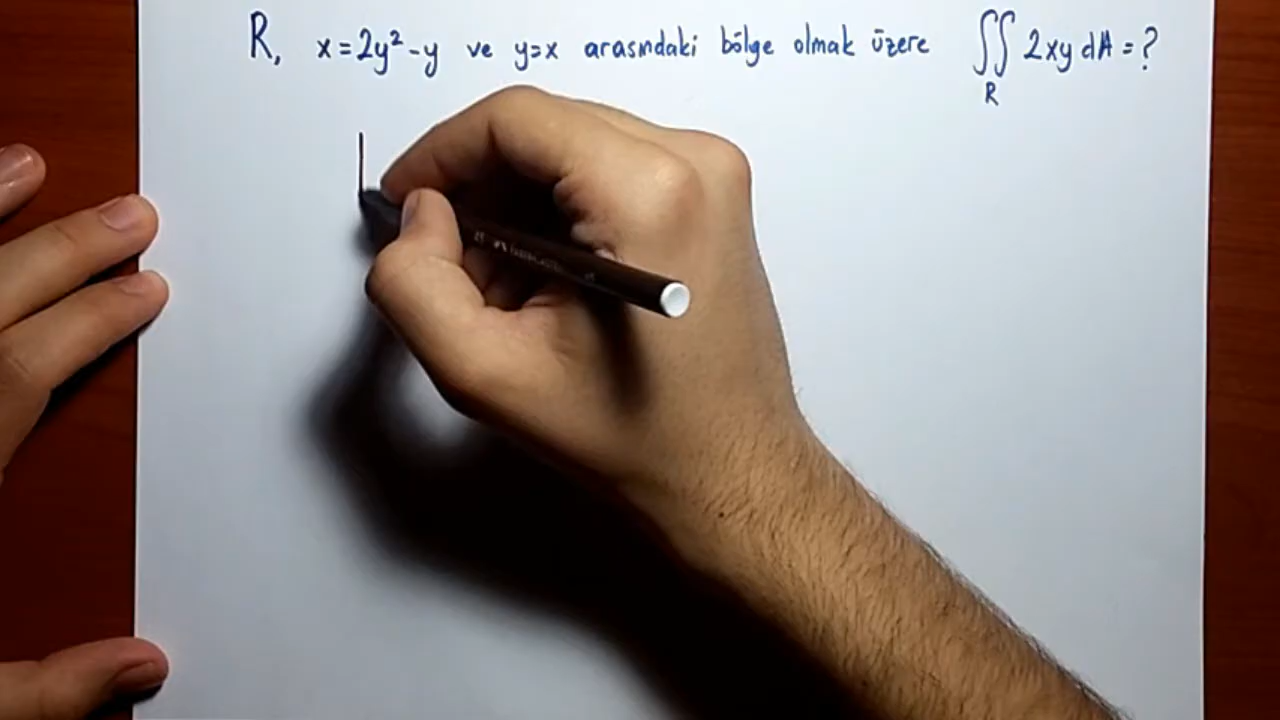 R, x=2y²-y ve y=x arasındaki bölge olmak üzere ∬_R 2xy dA = ?